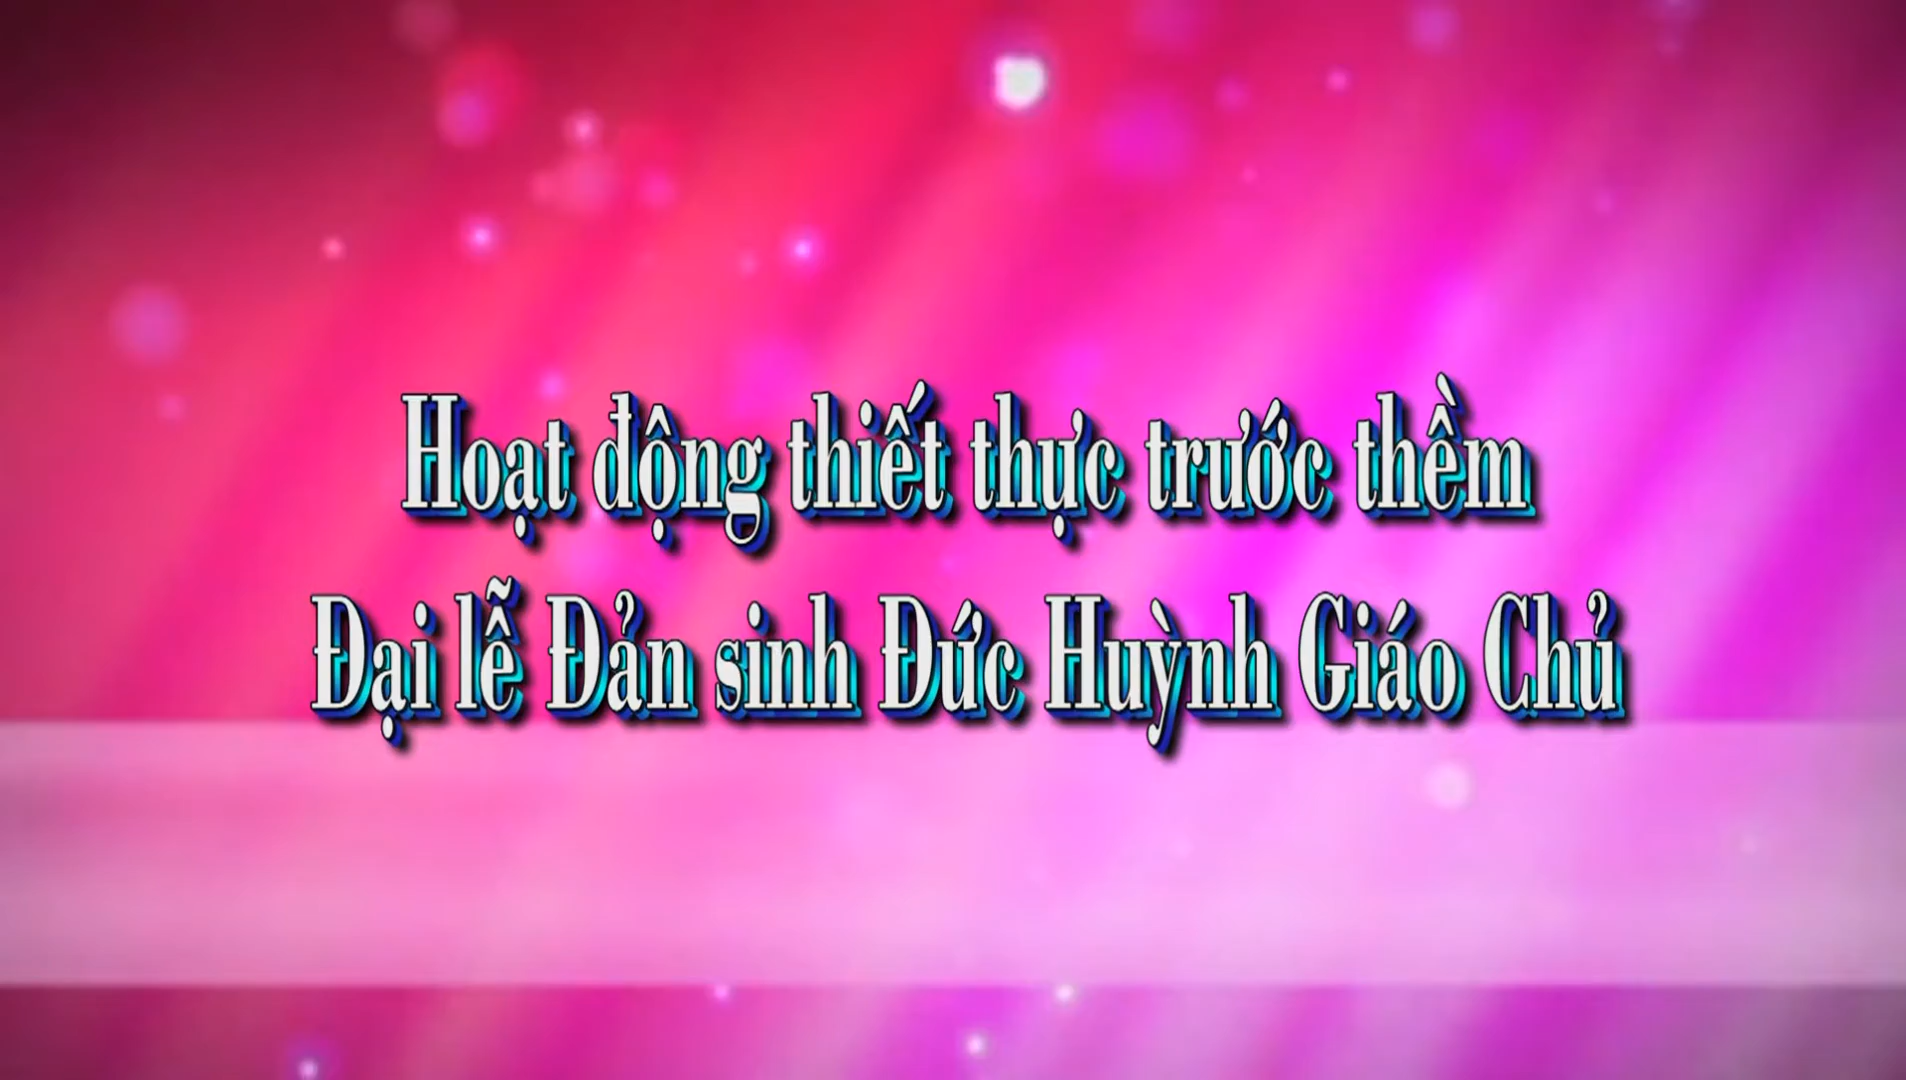 Hoạt động thiết thực trước thềm
Đại lễ Đản sinh Đức Huỳnh Giáo Chủ